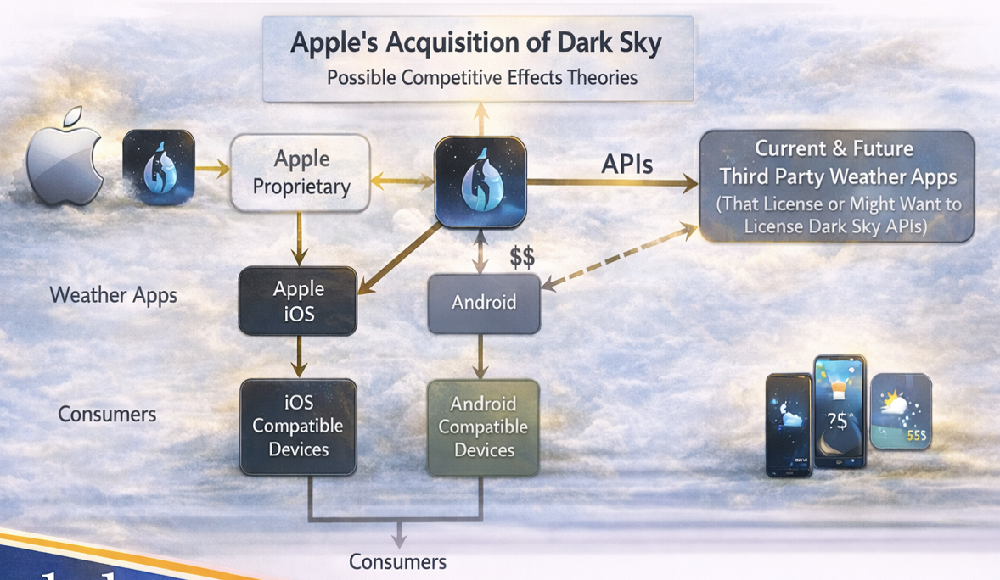 Apple's Acquisition of Dark Sky
Possible Competitive Effects Theories
Apple
Proprietary
APIs
Current & Future
Third Party Weather Apps
(That License or Might Want to
License Dark Sky APIs)
$$
Weather Apps
Apple
iOS
Android
Consumers
iOS
Compatible
Devices
Android
Compatible
Devices
?$
Consumers